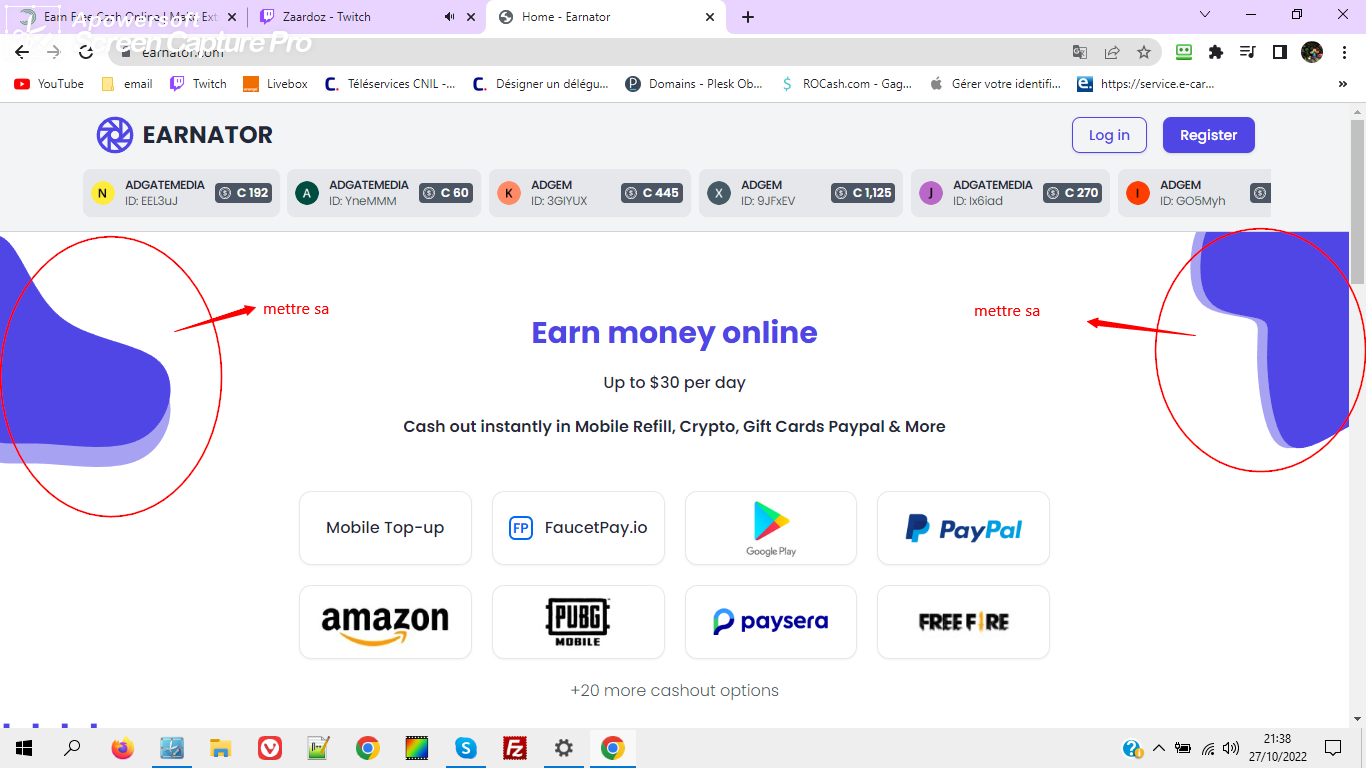 Earn Free Cash Online | Make Ext
Zaardoz - Twitch
Home - Earnator
Apowersoft
Screen Capture Pro
earnator.com
YouTube
email
Twitch
Livebox
Téléservices CNIL -...
Désigner un délégu...
Domains - Plesk Ob...
ROCash.com - Gag...
Gérer votre identifi...
https://service.e-car...
EARNATOR
Log in
Register
N ADGATEMEDIA C 192
ID: EEL3uJ
A ADGATEMEDIA C 60
ID: YneMMM
K ADGEM C 445
ID: 3GIYUX
X ADGEM C 1,125
ID: 9JFxEV
J ADGATEMEDIA C 270
ID: Ix6iad
I ADGEM
ID: GO5Myh
mettre sa
mettre sa
Earn money online
Up to $30 per day
Cash out instantly in Mobile Refill, Crypto, Gift Cards Paypal & More
Mobile Top-up
FP FaucetPay.io
Google Play
PayPal
amazon
PUBG
MOBILE
paysera
FREE FIRE
+20 more cashout options
21:38
27/10/2022